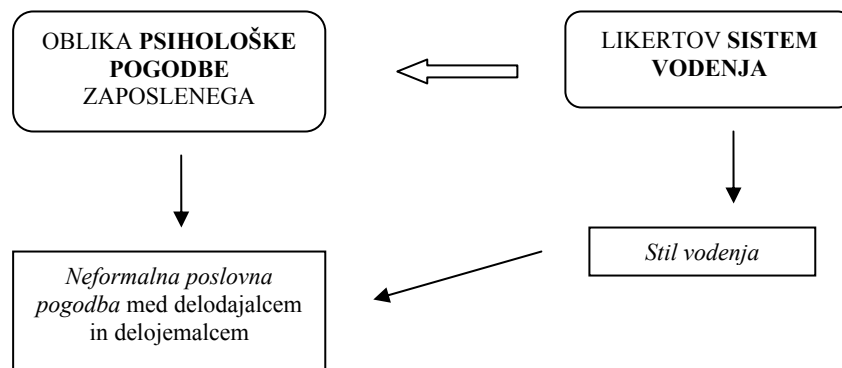 OBLIKA PSIHOLOŠKE
POGODBE
ZAPOSLENEGA
LIKERTOV SISTEM
VODENJA
Neformalna poslovna
pogodba med delodajalcem
in delojemalcem
Stil vodenja